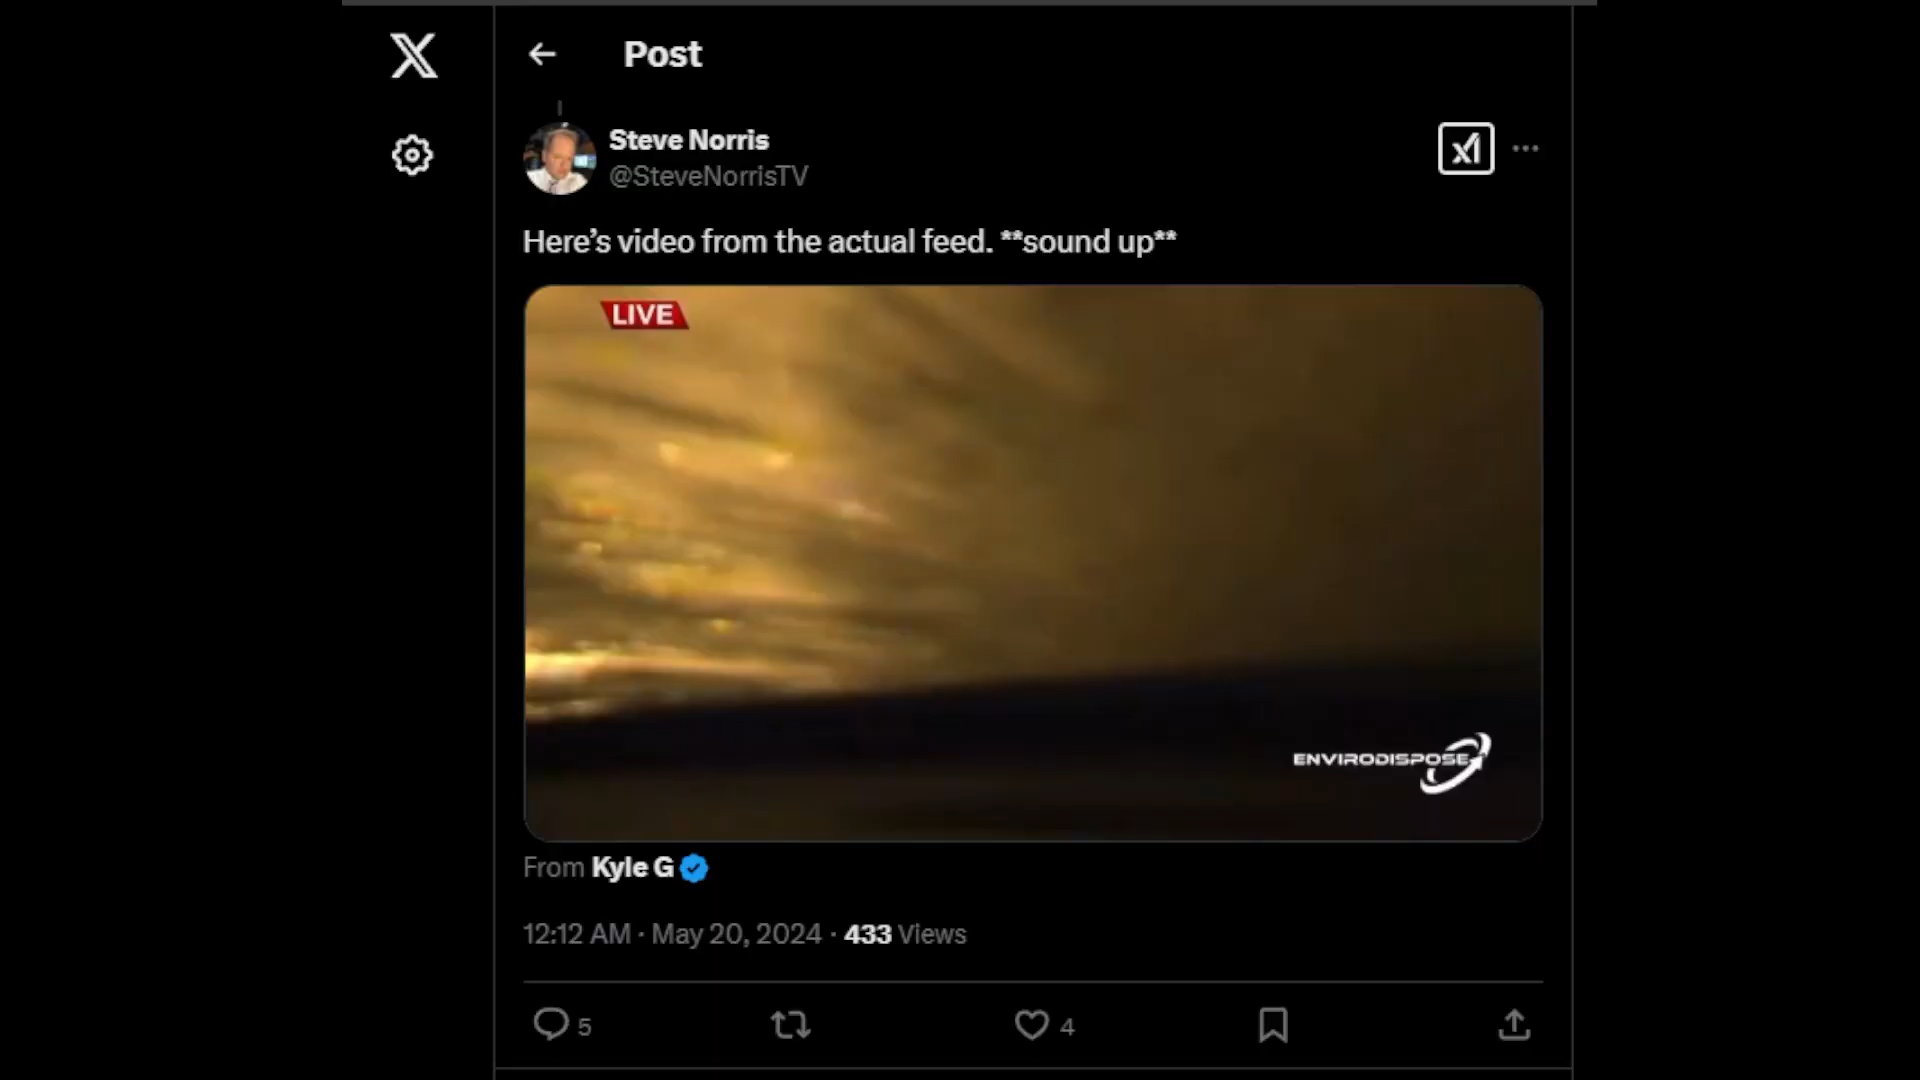 Post
Steve Norris
@SteveNorrisTV
Here’s video from the actual feed. **sound up**
LIVE
ENVIRODISPOSE
From Kyle G
12:12 AM · May 20, 2024 · 433 Views
5
4